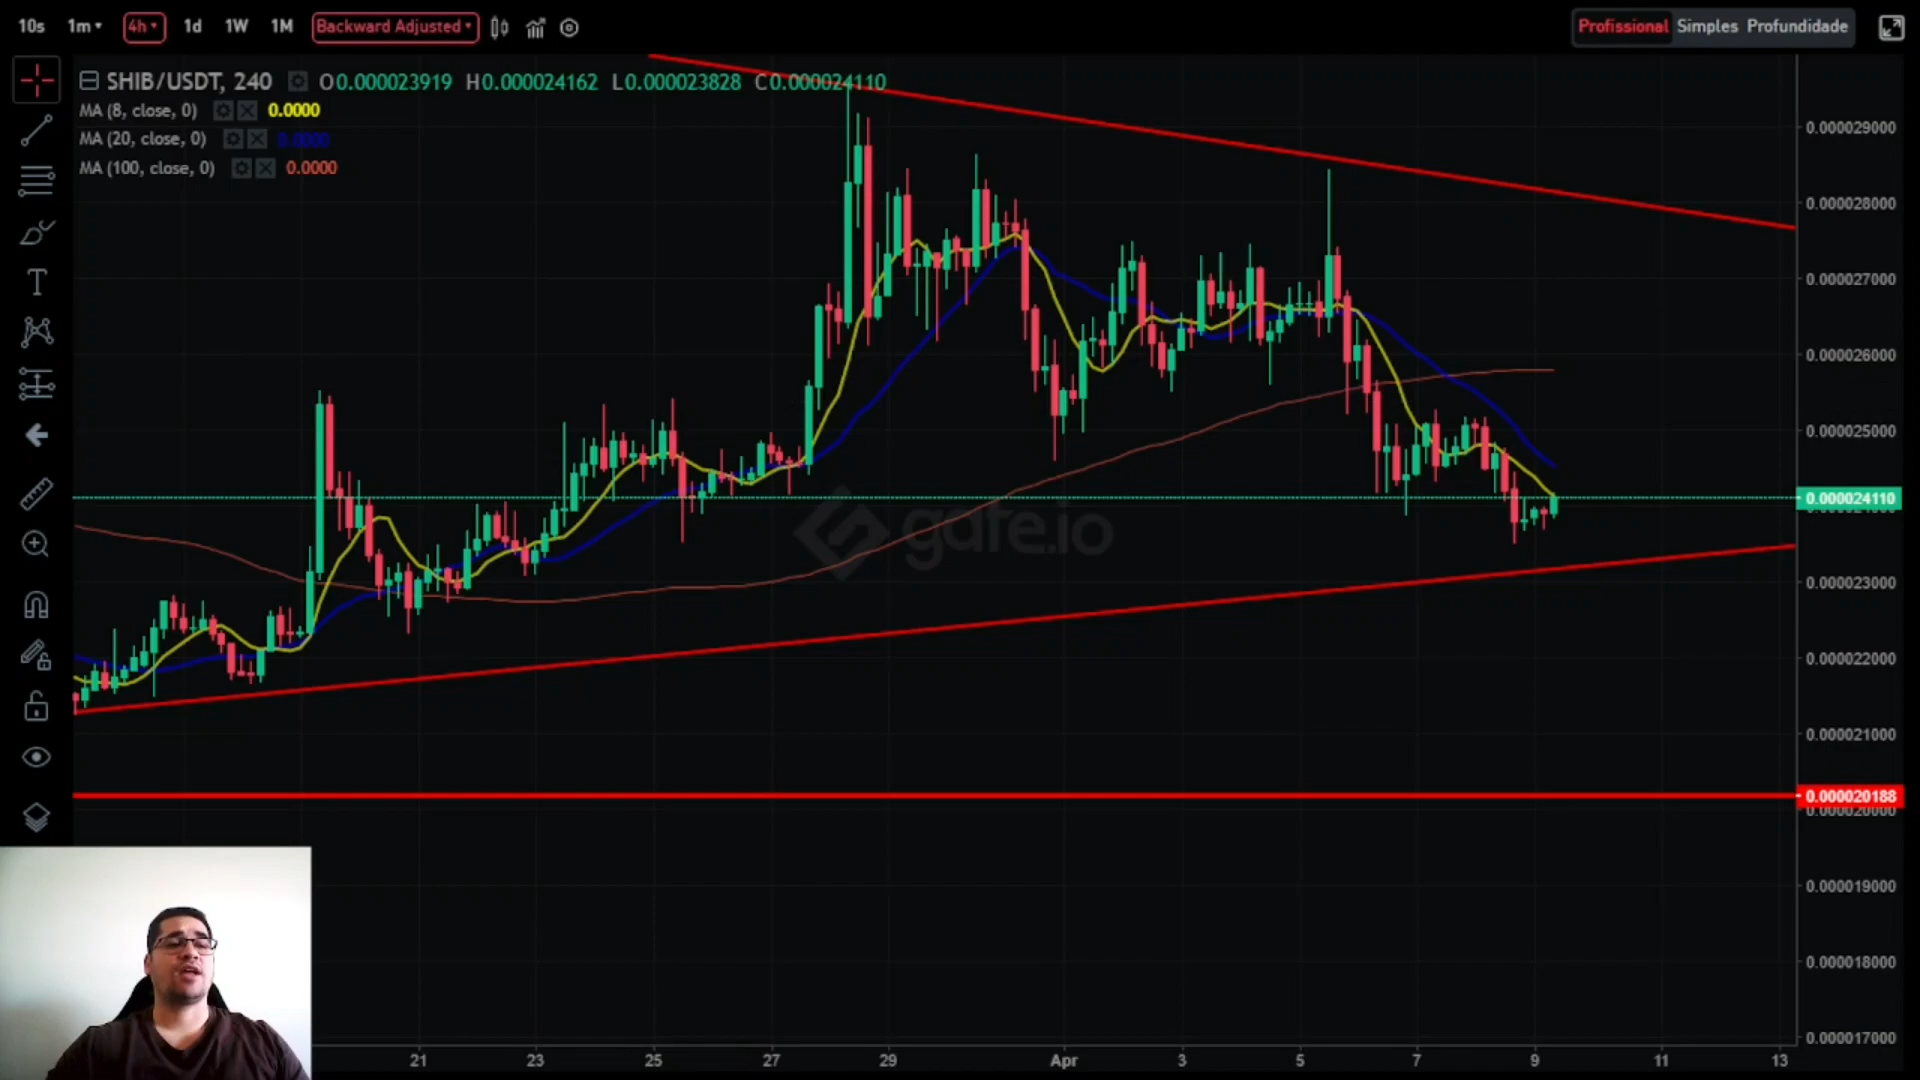 10s 1m 4h 1d 1W 1M Backward Adjusted Profissional Simples Profundidade
SHIB/USDT, 240 O0.000023919 H0.000024162 L0.000023828 C0.000024110
MA (8, close, 0) 0.0000
MA (20, close, 0) 0.0000
MA (100, close, 0) 0.0000
T
gate.io
0.000029000
0.000028000
0.000027000
0.000026000
0.000025000
0.000024110
0.000023000
0.000022000
0.000021000
0.000020188
0.000020000
0.000019000
0.000018000
0.000017000
21 23 25 27 29 Apr 3 5 7 9 11 13